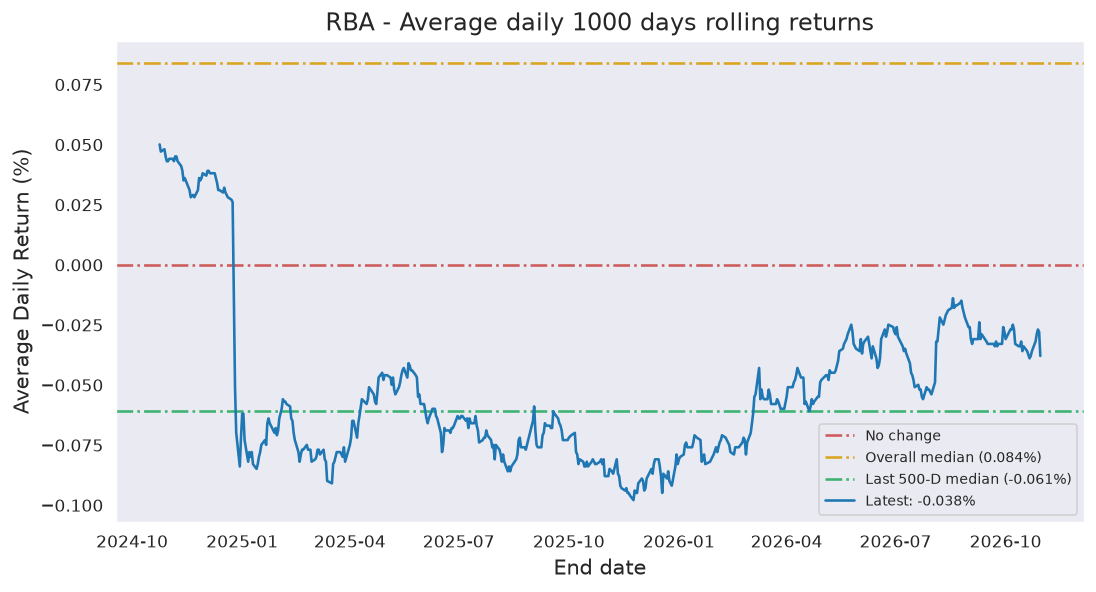 RBA - Average daily 1000 days rolling returns
Average Daily Return (%)
0.075
0.050
0.025
0.000
−0.025
−0.050
−0.075
−0.100
No change
Overall median (0.084%)
Last 500-D median (-0.061%)
Latest: -0.038%
2024-10
2025-01
2025-04
2025-07
2025-10
2026-01
2026-04
2026-07
2026-10
End date